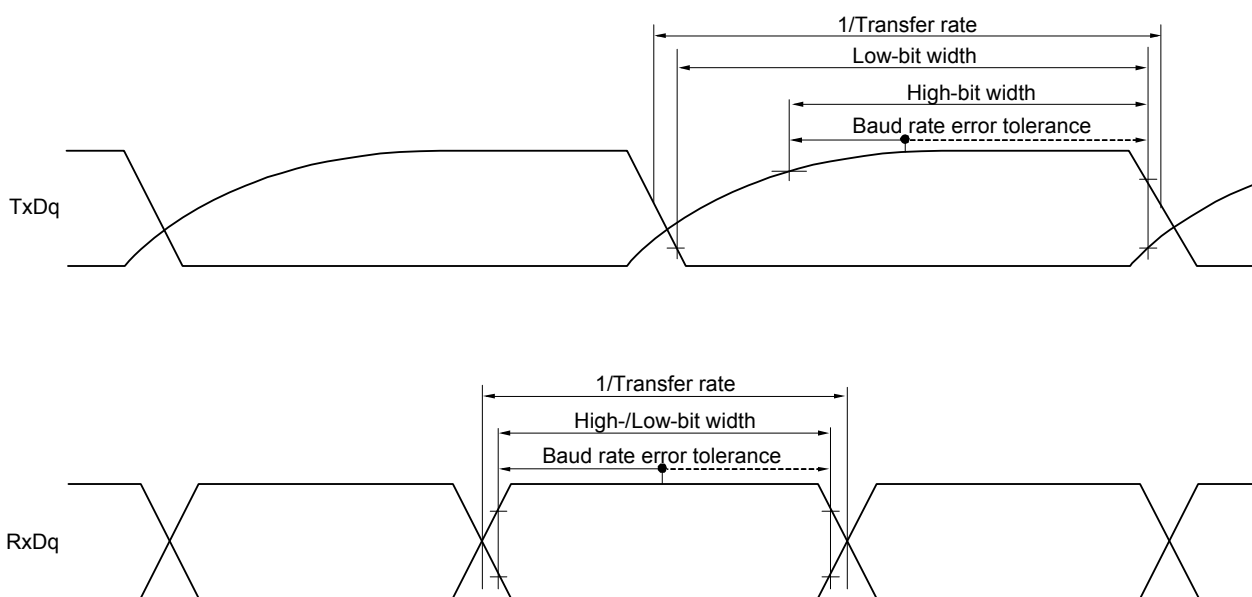 1/Transfer rate
Low-bit width
High-bit width
Baud rate error tolerance
TxDq
1/Transfer rate
High-/Low-bit width
Baud rate error tolerance
RxDq